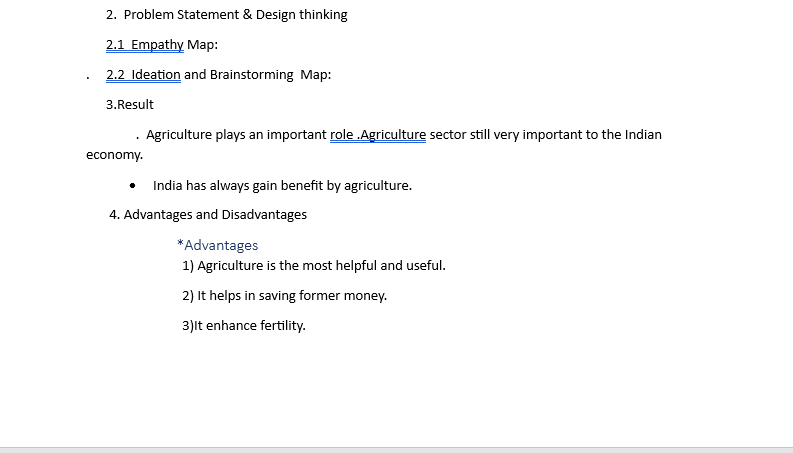 2. Problem Statement & Design thinking
2.1 Empathy Map:
. 2.2 Ideation and Brainstorming Map:
3.Result
. Agriculture plays an important role .Agriculture sector still very important to the Indian
economy.
• India has always gain benefit by agriculture.
4. Advantages and Disadvantages
*Advantages
1) Agriculture is the most helpful and useful.
2) It helps in saving former money.
3)It enhance fertility.